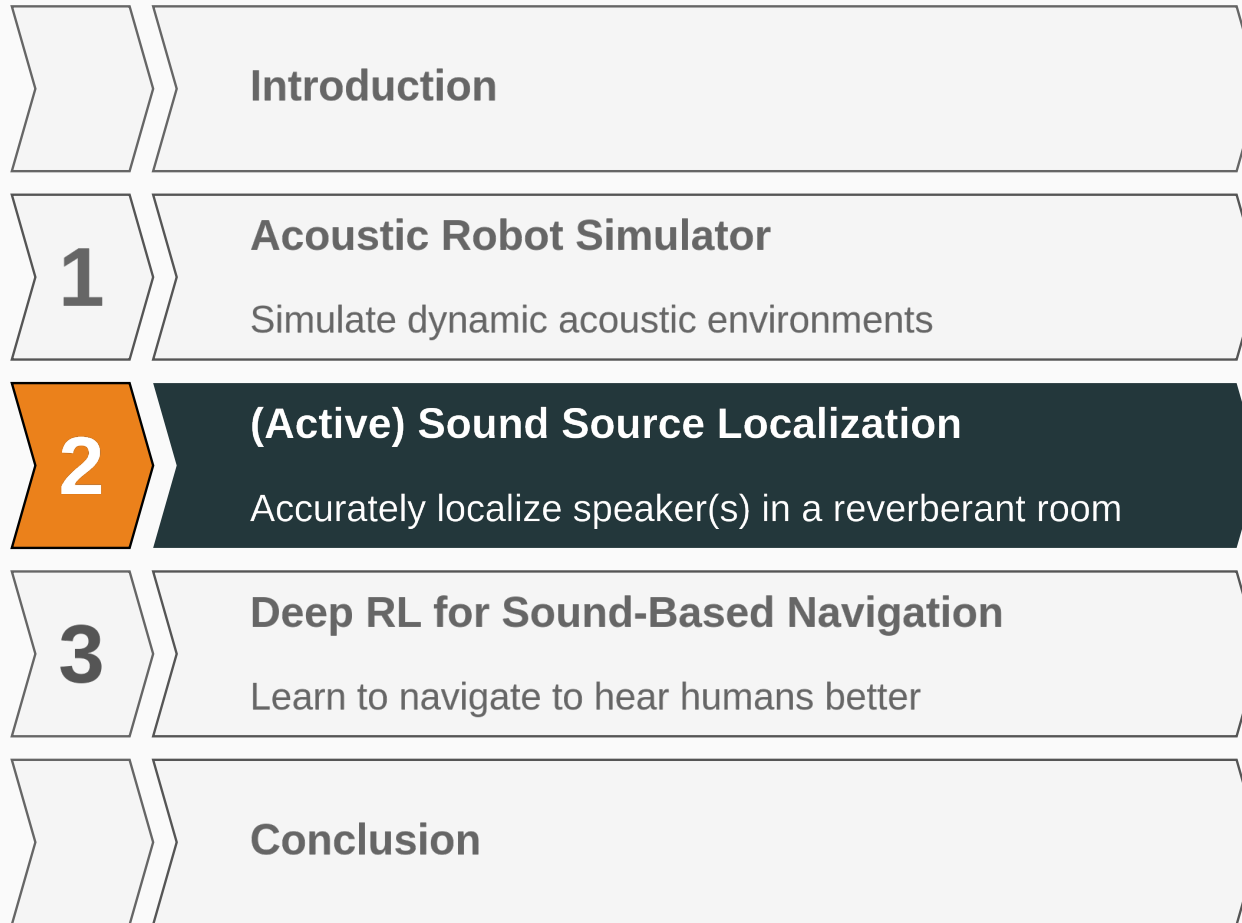 Introduction
1
Acoustic Robot Simulator
Simulate dynamic acoustic environments
2
(Active) Sound Source Localization
Accurately localize speaker(s) in a reverberant room
3
Deep RL for Sound-Based Navigation
Learn to navigate to hear humans better
Conclusion